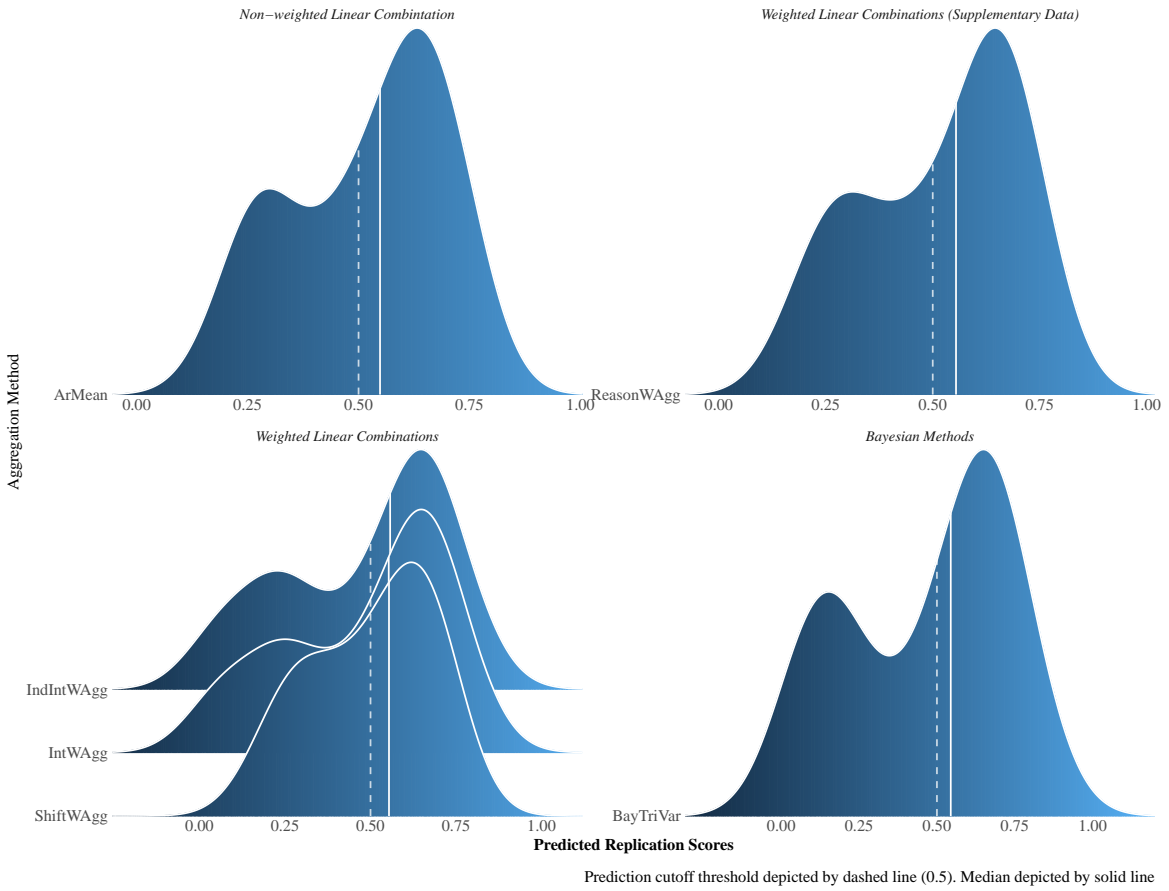 Non−weighted Linear Combintation
Weighted Linear Combinations (Supplementary Data)
Aggregation Method
ArMean
0.00 0.25 0.50 0.75 1.00
ReasonWAgg
0.00 0.25 0.50 0.75 1.00
Weighted Linear Combinations
Bayesian Methods
IndIntWAgg
IntWAgg
ShiftWAgg
0.00 0.25 0.50 0.75 1.00
BayTriVar
0.00 0.25 0.50 0.75 1.00
Predicted Replication Scores
Prediction cutoff threshold depicted by dashed line (0.5). Median depicted by solid line